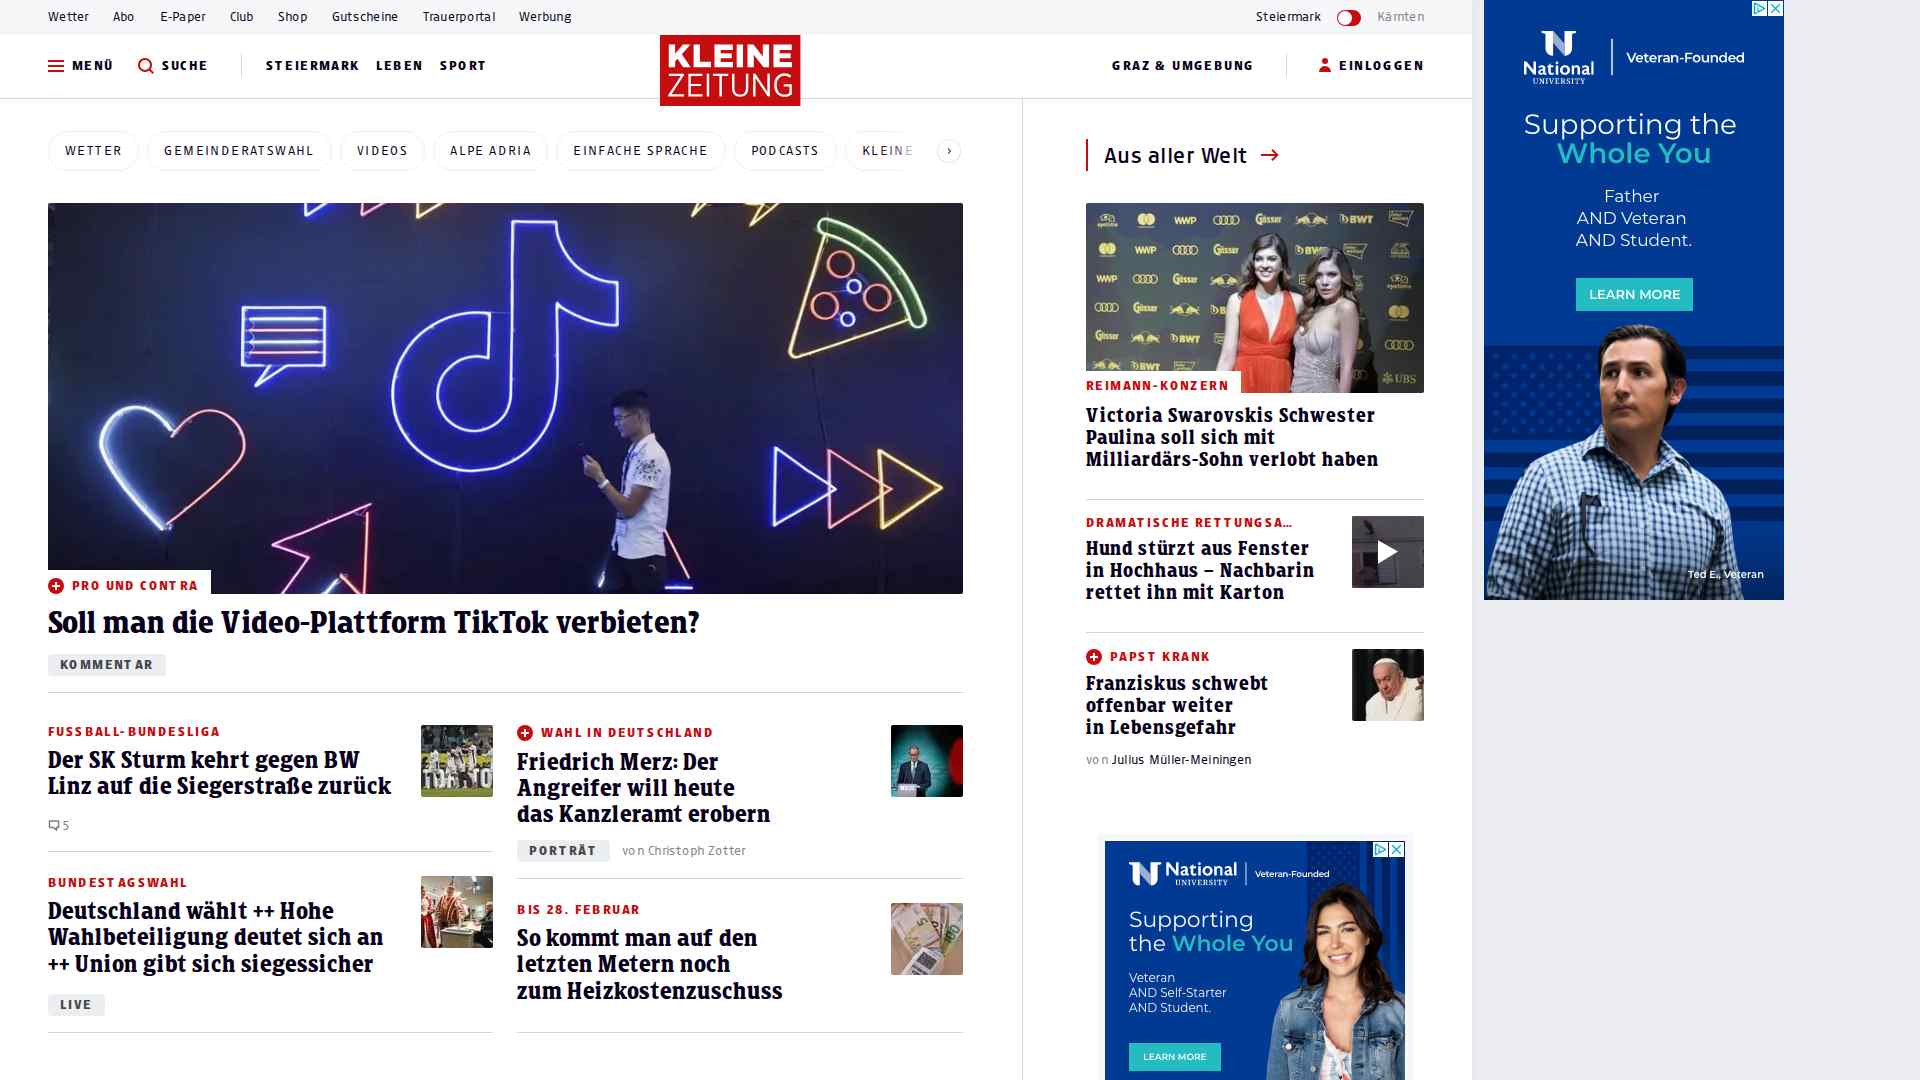 Wetter Abo E-Paper Club Shop Gutscheine Trauerportal Werbung Steiermark Kärnten
MENÜ SUCHE STEIERMARK LEBEN SPORT
KLEINE
ZEITUNG
GRAZ & UMGEBUNG EINLOGGEN
WETTER GEMEINDERATSWAHL VIDEOS ALPE ADRIA EINFACHE SPRACHE PODCASTS KLEINE
PRO UND CONTRA
Soll man die Video-Plattform TikTok verbieten?
KOMMENTAR
FUSSBALL-BUNDESLIGA
Der SK Sturm kehrt gegen BW
Linz auf die Siegerstraße zurück
5
BUNDESTAGSWAHL
Deutschland wählt ++ Hohe
Wahlbeteiligung deutet sich an
++ Union gibt sich siegessicher
LIVE
WAHL IN DEUTSCHLAND
Friedrich Merz: Der
Angreifer will heute
das Kanzleramt erobern
PORTRÄT von Christoph Zotter
BIS 28. FEBRUAR
So kommt man auf den
letzten Metern noch
zum Heizkostenzuschuss
Aus aller Welt
REIMANN-KONZERN
Victoria Swarovskis Schwester
Paulina soll sich mit
Milliardärs-Sohn verlobt haben
DRAMATISCHE RETTUNGSA...
Hund stürzt aus Fenster
in Hochhaus – Nachbarin
rettet ihn mit Karton
PAPST KRANK
Franziskus schwebt
offenbar weiter
in Lebensgefahr
von Julius Müller-Meiningen
National
UNIVERSITY
Veteran-Founded
Supporting
the Whole You
Veteran
AND Self-Starter
AND Student.
LEARN MORE
National
UNIVERSITY
Veteran-Founded
Supporting the
Whole You
Father
AND Veteran
AND Student.
LEARN MORE
Ted E., Veteran